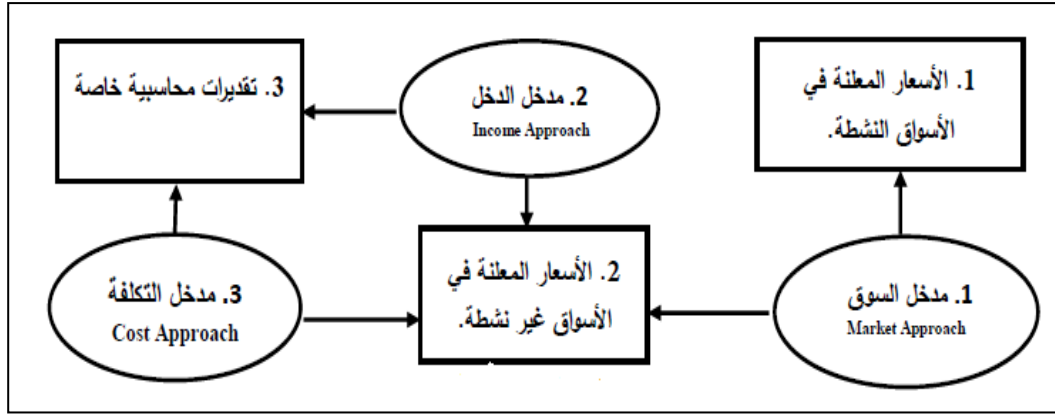 1. الأسعار المعلنة في
الأسواق النشطة.
2. مدخل الدخل
Income Approach
3. تقديرات محاسبية خاصة
1. مدخل السوق
Market Approach
2. الأسعار المعلنة في
الأسواق غير نشطة.
3. مدخل التكلفة
Cost Approach